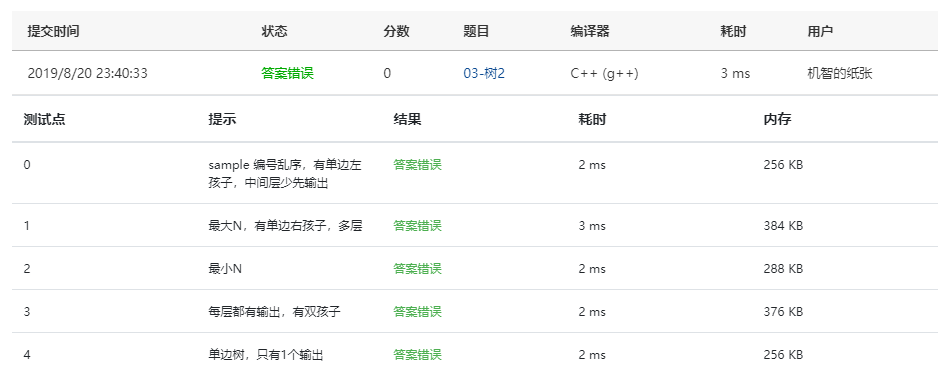 提交时间 状态 分数 题目 编译器 耗时 用户
2019/8/20 23:40:33 答案错误 0 03-树2 C++ (g++) 3 ms 机智的纸张
测试点 提示 结果 耗时 内存
0 sample 编号乱序，有单边左 答案错误 2 ms 256 KB
孩子，中间层少先输出
1 最大N，有单边右孩子，多层 答案错误 3 ms 384 KB
2 最小N 答案错误 2 ms 288 KB
3 每层都有输出，有双孩子 答案错误 2 ms 376 KB
4 单边树，只有1个输出 答案错误 2 ms 256 KB